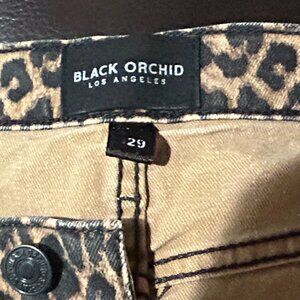 BLACK ORCHID
LOS ANGELES
29